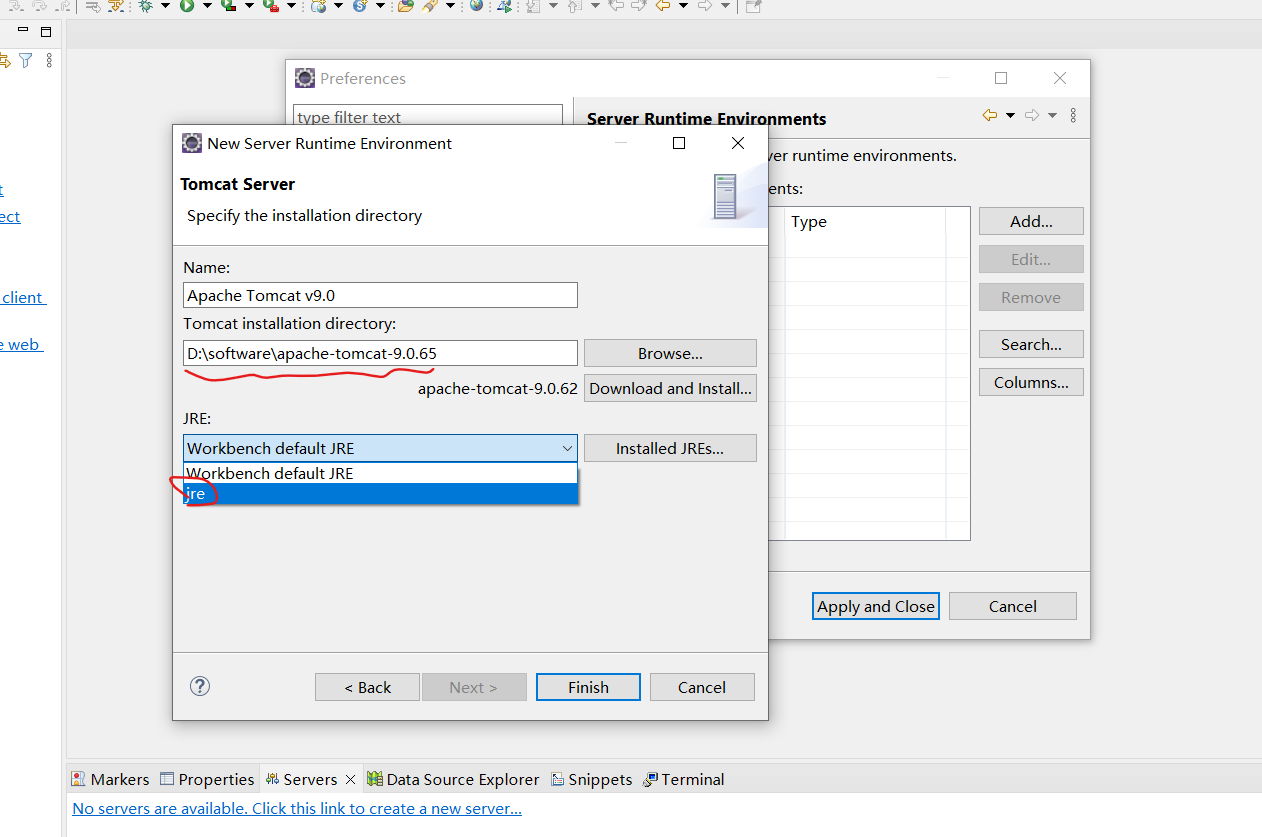 Preferences
type filter text
Server Runtime Environments
New Server Runtime Environment
ver runtime environments.
Tomcat Server
ents:
Specify the installation directory
Type
Add...
Edit...
Remove
Search...
Columns...
t
ect
client
e web
Name:
Apache Tomcat v9.0
Tomcat installation directory:
D:\software\apache-tomcat-9.0.65
Browse...
apache-tomcat-9.0.62
Download and Install...
JRE:
Workbench default JRE
Installed JREs...
Workbench default JRE
jre
Apply and Close
Cancel
?
< Back
Next >
Finish
Cancel
Markers
Properties
Servers
Data Source Explorer
Snippets
Terminal
No servers are available. Click this link to create a new server...